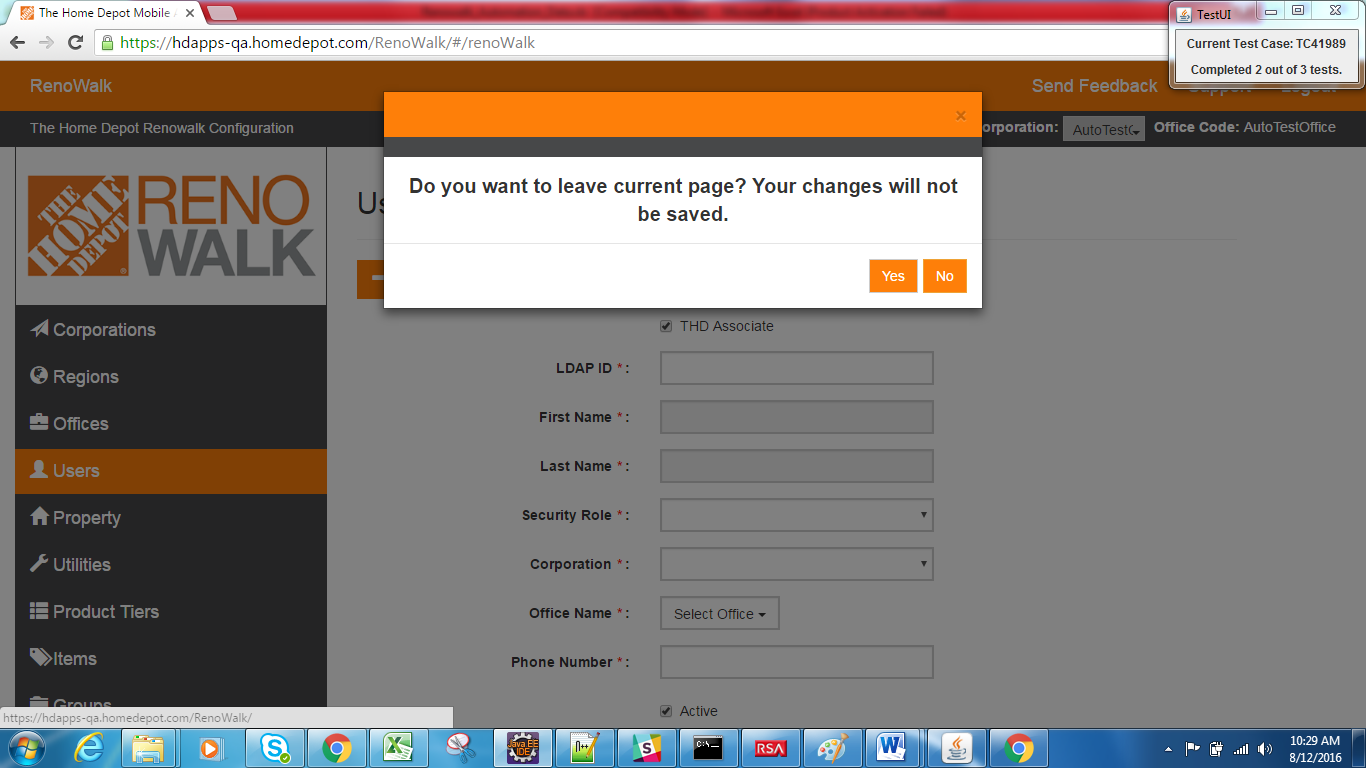 The Home Depot Mobile
TestUI
Current Test Case: TC41989
Completed 2 out of 3 tests.
https://hdapps-qa.homedepot.com/RenoWalk/#/renoWalk
RenoWalk
Send Feedback
Support
Logout
The Home Depot Renowalk Configuration
orporation:
AutoTestO
Office Code: AutoTestOffice
×
Do you want to leave current page? Your changes will not
be saved.
Yes
No
THE HOME DEPOT
RENO
WALK
Us
Corporations
Regions
Offices
Users
Property
Utilities
Product Tiers
Items
Groups
THD Associate
LDAP ID * :
First Name * :
Last Name * :
Security Role * :
Corporation * :
Office Name * :
Select Office
Phone Number * :
Active
https://hdapps-qa.homedepot.com/RenoWalk/
Java EE
IDE
C:\_
RSA
10:29 AM
8/12/2016